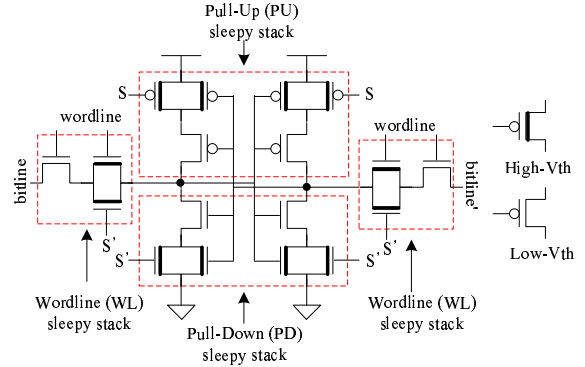 Pull-Up (PU)
sleepy stack
S
S
wordline
wordline
bitline
bitline'
High-Vth
S'
S'
S'
S'
Low-Vth
Wordline (WL)
sleepy stack
Pull-Down (PD)
sleepy stack
Wordline (WL)
sleepy stack